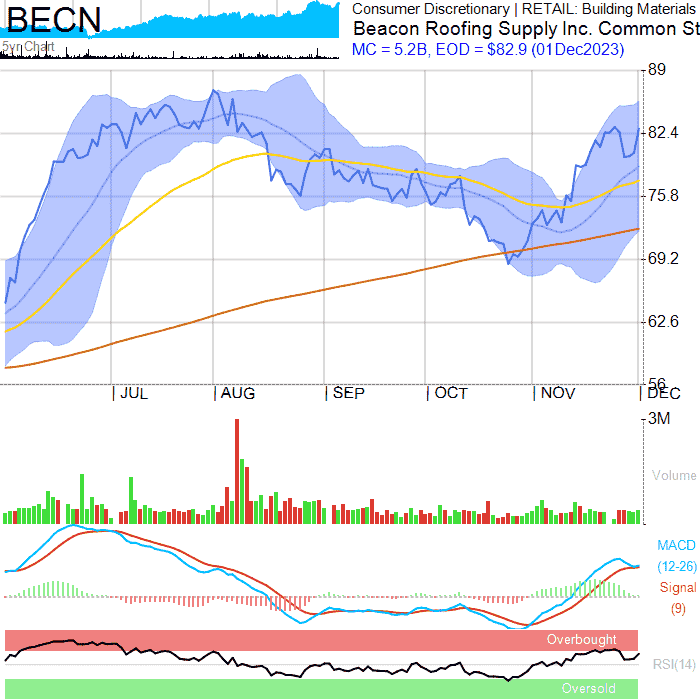 BECN
5yr Chart
Consumer Discretionary | RETAIL: Building Materials
Beacon Roofing Supply Inc. Common St
MC = 5.2B, EOD = $82.9 (01Dec2023)
89
82.4
75.8
69.2
62.6
56
JUL AUG SEP OCT NOV DEC
3M
Volume
MACD
(12-26)
Signal
(9)
Overbought
RSI(14)
Oversold